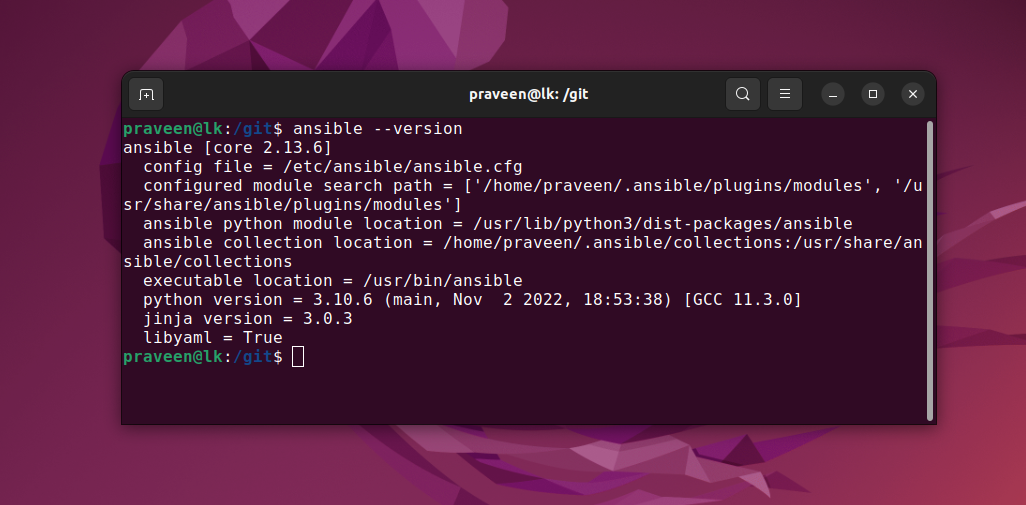 praveen@lk: /git
praveen@lk:/git$ ansible --version
ansible [core 2.13.6]
  config file = /etc/ansible/ansible.cfg
  configured module search path = ['/home/praveen/.ansible/plugins/modules', '/u
sr/share/ansible/plugins/modules']
  ansible python module location = /usr/lib/python3/dist-packages/ansible
  ansible collection location = /home/praveen/.ansible/collections:/usr/share/an
sible/collections
  executable location = /usr/bin/ansible
  python version = 3.10.6 (main, Nov  2 2022, 18:53:38) [GCC 11.3.0]
  jinja version = 3.0.3
  libyaml = True
praveen@lk:/git$